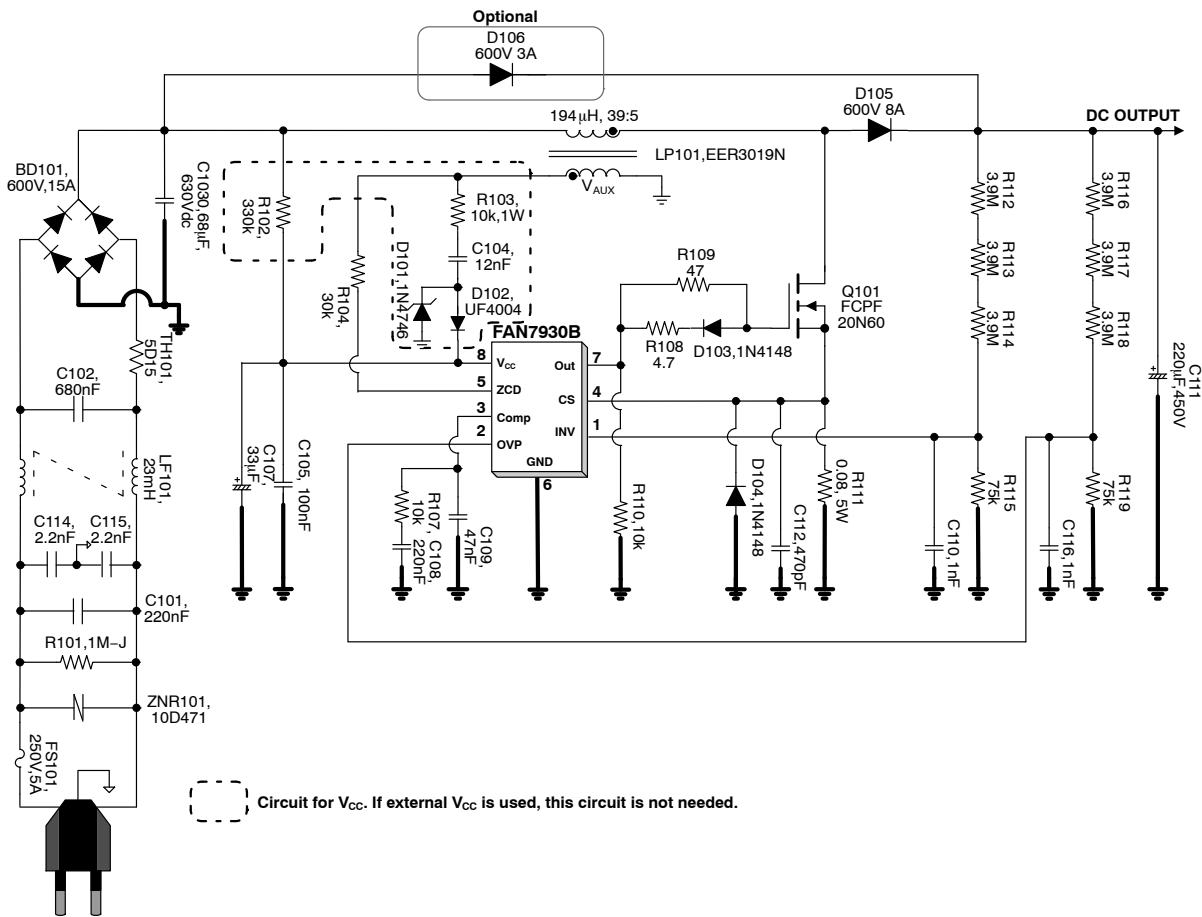 Optional
D106
600V 3A
194μH, 39:5
D105
600V 8A
DC OUTPUT
BD101,
600V,15A
C1030,68μF,
630Vdc
R102,
330k
LP101,EER3019N
VAUX
R103,
10k,1W
C104,
12nF
D101,1N4746
D102,
UF4004
R104,
30k
R109
47
R108
4.7
D103,1N4148
Q101
FCPF
20N60
R112
3.9M
R113
3.9M
R114
3.9M
R116
3.9M
R117
3.9M
R118
3.9M
C111
220μF,450V
TH101,
5D15
C102,
680nF
FAN7930B
8
VCC
5
ZCD
3
Comp
2
OVP
GND
6
Out
7
CS
4
INV
1
LF101,
23mH
C107,
33μF
C105, 100nF
R107,
10k
C108,
220nF
C109,
47nF
R110,10k
D104,1N4148
C112,470pF
R111
0.08, 5W
C110,1nF
R115
75k
C116,1nF
R119
75k
C114,
2.2nF
C115,
2.2nF
C101,
220nF
R101,1M−J
ZNR101,
10D471
FS101,
250V,5A
Circuit for VCC. If external VCC is used, this circuit is not needed.